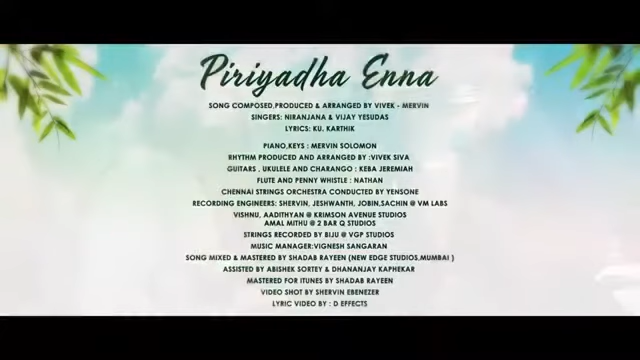 Piriyadha Enna
SONG COMPOSED,PRODUCED & ARRANGED BY VIVEK - MERVIN
SINGERS: NIRANJANA & VIJAY YESUDAS
LYRICS: KU. KARTHIK
PIANO,KEYS : MERVIN SOLOMON
RHYTHM PRODUCED AND ARRANGED BY :VIVEK SIVA
GUITARS , UKULELE AND CHARANGO : KEBA JEREMIAH
FLUTE AND PENNY WHISTLE : NATHAN
CHENNAI STRINGS ORCHESTRA CONDUCTED BY YENSONE
RECORDING ENGINEERS: SHERVIN, JESHWANTH, JOBIN,SACHIN @ VM LABS
VISHNU, AADITHYAN @ KRIMSON AVENUE STUDIOS
AMAL MITHU @ 2 BAR Q STUDIOS
STRINGS RECORDED BY BIJU @ VGP STUDIOS
MUSIC MANAGER:VIGNESH SANGARAN
SONG MIXED & MASTERED BY SHADAB RAYEEN (NEW EDGE STUDIOS,MUMBAI )
ASSISTED BY ABISHEK SORTEY & DHANANJAY KAPHEKAR
MASTERED FOR ITUNES BY SHADAB RAYEEN
VIDEO SHOT BY SHERVIN EBENEZER
LYRIC VIDEO BY : D EFFECTS